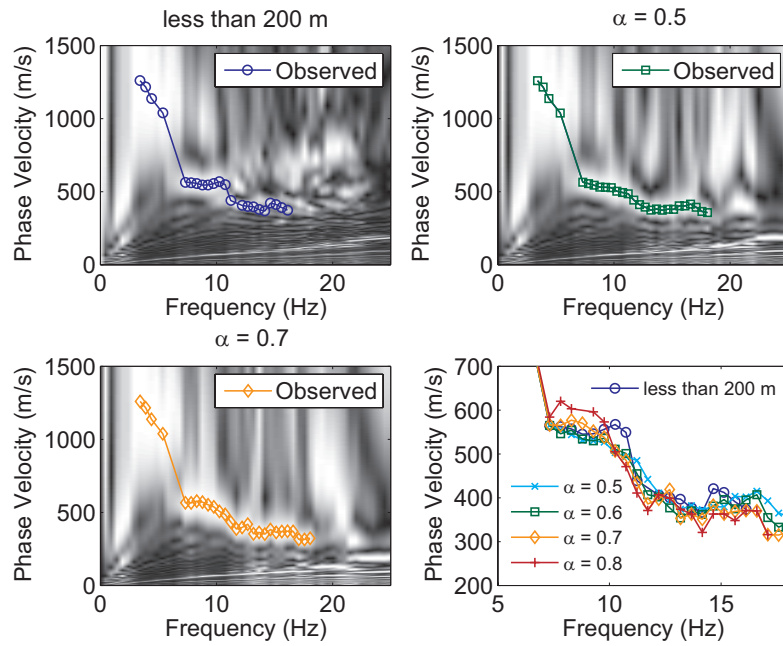 less than 200 m
1500
1000
500
0
Phase Velocity (m/s)
Observed
0 10 20
Frequency (Hz)
α = 0.5
1500
1000
500
0
Phase Velocity (m/s)
Observed
0 10 20
Frequency (Hz)
α = 0.7
1500
1000
500
0
Phase Velocity (m/s)
Observed
0 10 20
Frequency (Hz)
700
600
500
400
300
200
Phase Velocity (m/s)
less than 200 m
α = 0.5
α = 0.6
α = 0.7
α = 0.8
5 10 15
Frequency (Hz)